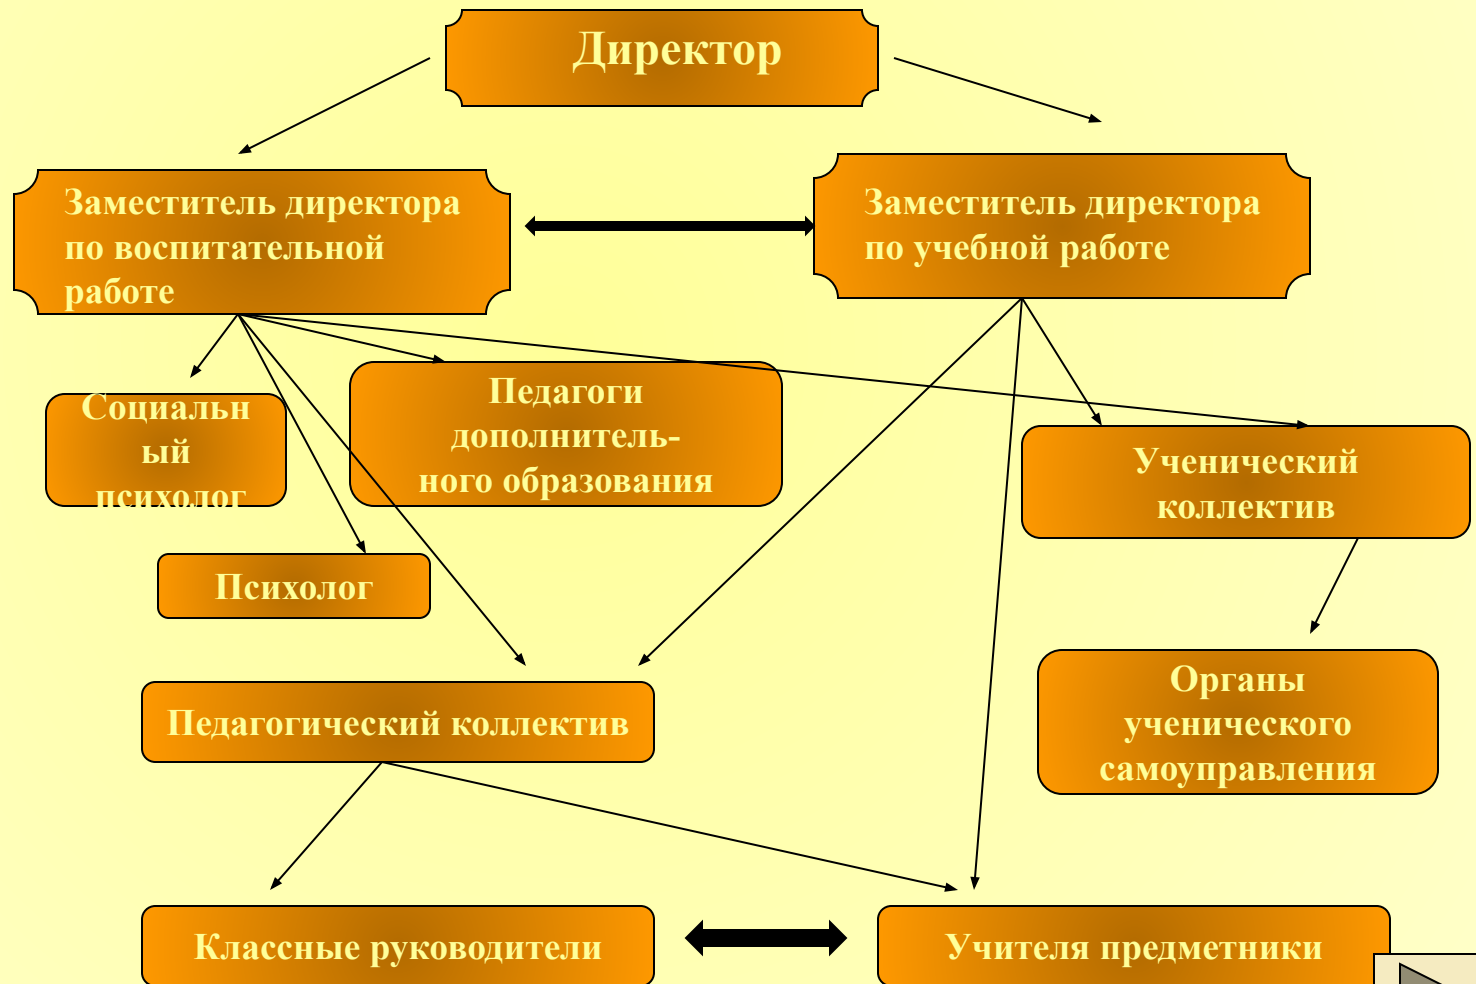 Директор
Заместитель директора
по воспитательной
работе
Заместитель директора
по учебной работе
Социальн
ый
психолог
Педагоги
дополнитель-
ного образования
Ученический
коллектив
Психолог
Органы
ученического
самоуправления
Педагогический коллектив
Классные руководители
Учителя предметники